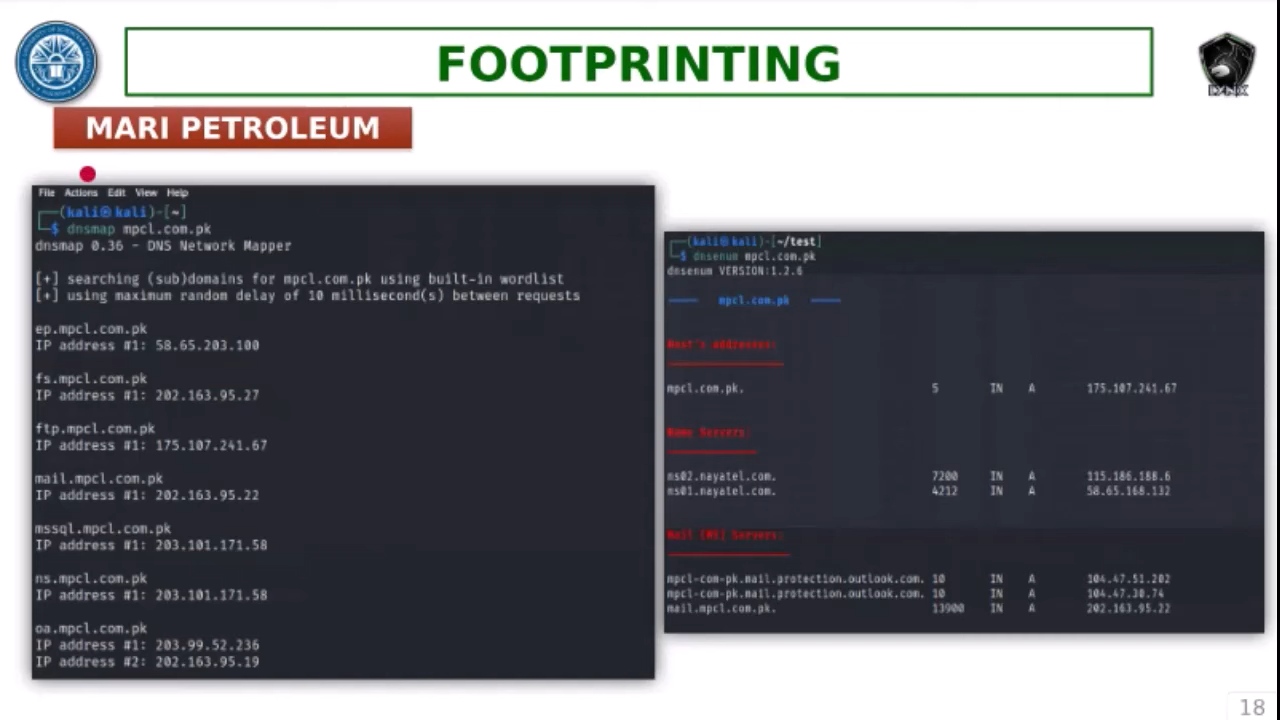 FOOTPRINTING
LYNX
MARI PETROLEUM
File Actions Edit View Help
(kali㉿kali)-[~]
$ dnsmap mpcl.com.pk
dnsmap 0.36 - DNS Network Mapper
[+] searching (sub)domains for mpcl.com.pk using built-in wordlist
[+] using maximum random delay of 10 millisecond(s) between requests
ep.mpcl.com.pk
IP address #1: 58.65.203.100
fs.mpcl.com.pk
IP address #1: 202.163.95.27
ftp.mpcl.com.pk
IP address #1: 175.107.241.67
mail.mpcl.com.pk
IP address #1: 202.163.95.22
mssql.mpcl.com.pk
IP address #1: 203.101.171.58
ns.mpcl.com.pk
IP address #1: 203.101.171.58
oa.mpcl.com.pk
IP address #1: 203.99.52.236
IP address #2: 202.163.95.19
(kali㉿kali)-[~/test]
$ dnsenum mpcl.com.pk
dnsenum VERSION:1.2.6
mpcl.com.pk
Host's addresses:
mpcl.com.pk. 5 IN A 175.107.241.67
Name Servers:
ns02.nayatel.com. 7200 IN A 115.186.188.6
ns01.nayatel.com. 4212 IN A 58.65.168.132
Mail (MX) Servers:
mpcl-com-pk.mail.protection.outlook.com. 10 IN A 104.47.51.202
mpcl-com-pk.mail.protection.outlook.com. 10 IN A 104.47.30.74
mail.mpcl.com.pk. 13900 IN A 202.163.95.22
18